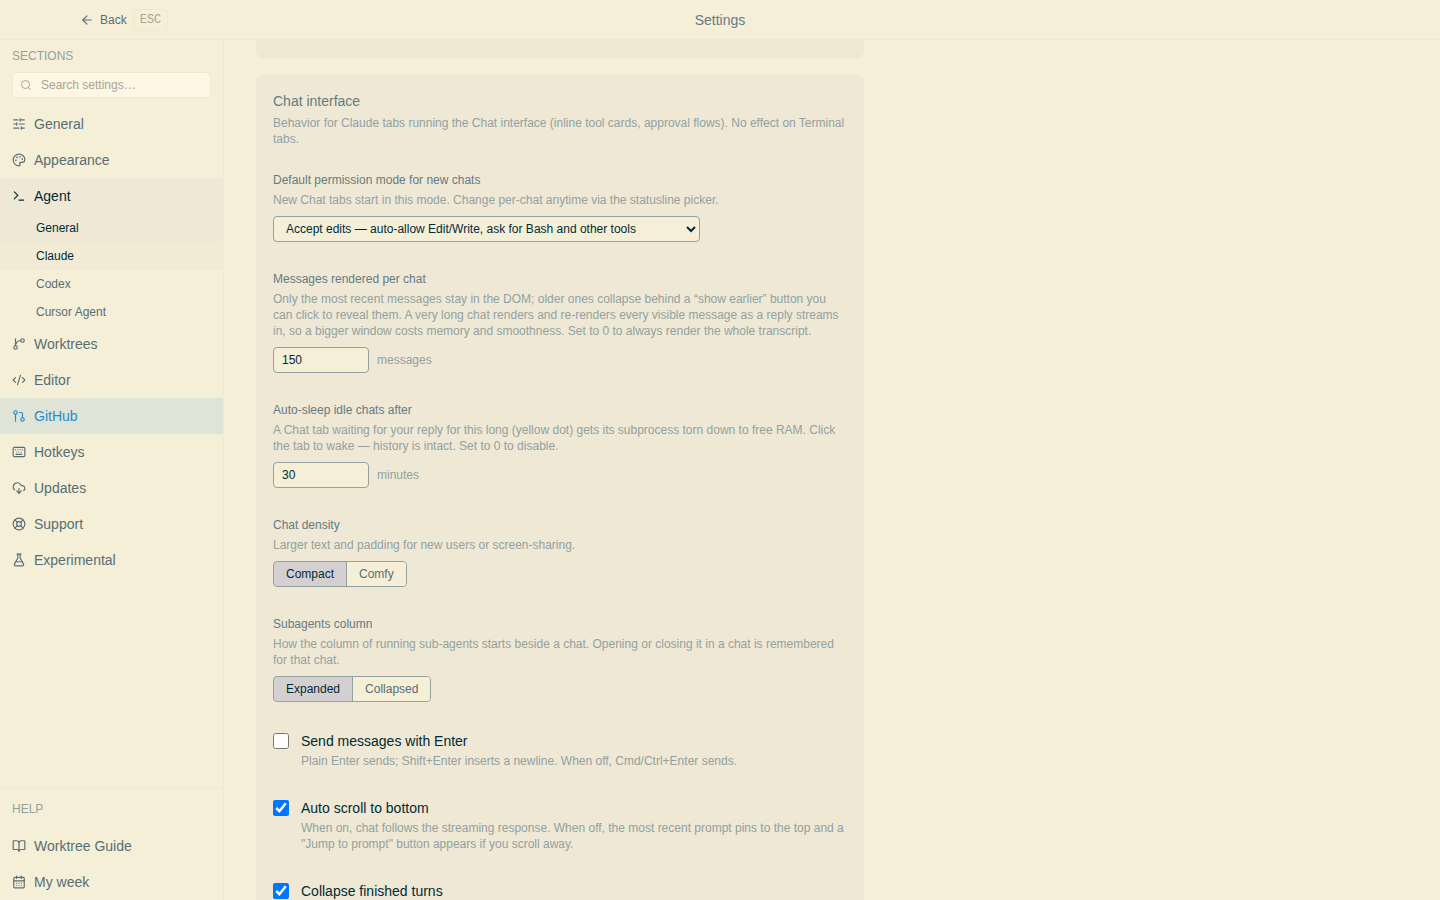 Back ESC
Settings
SECTIONS
Search settings…
General
Appearance
Agent
General
Claude
Codex
Cursor Agent
Worktrees
Editor
GitHub
Hotkeys
Updates
Support
Experimental
HELP
Worktree Guide
My week
Chat interface
Behavior for Claude tabs running the Chat interface (inline tool cards, approval flows). No effect on Terminal
tabs.
Default permission mode for new chats
New Chat tabs start in this mode. Change per-chat anytime via the statusline picker.
Accept edits — auto-allow Edit/Write, ask for Bash and other tools
Messages rendered per chat
Only the most recent messages stay in the DOM; older ones collapse behind a “show earlier” button you
can click to reveal them. A very long chat renders and re-renders every visible message as a reply streams
in, so a bigger window costs memory and smoothness. Set to 0 to always render the whole transcript.
150 messages
Auto-sleep idle chats after
A Chat tab waiting for your reply for this long (yellow dot) gets its subprocess torn down to free RAM. Click
the tab to wake — history is intact. Set to 0 to disable.
30 minutes
Chat density
Larger text and padding for new users or screen-sharing.
Compact Comfy
Subagents column
How the column of running sub-agents starts beside a chat. Opening or closing it in a chat is remembered
for that chat.
Expanded Collapsed
Send messages with Enter
Plain Enter sends; Shift+Enter inserts a newline. When off, Cmd/Ctrl+Enter sends.
Auto scroll to bottom
When on, chat follows the streaming response. When off, the most recent prompt pins to the top and a
"Jump to prompt" button appears if you scroll away.
Collapse finished turns